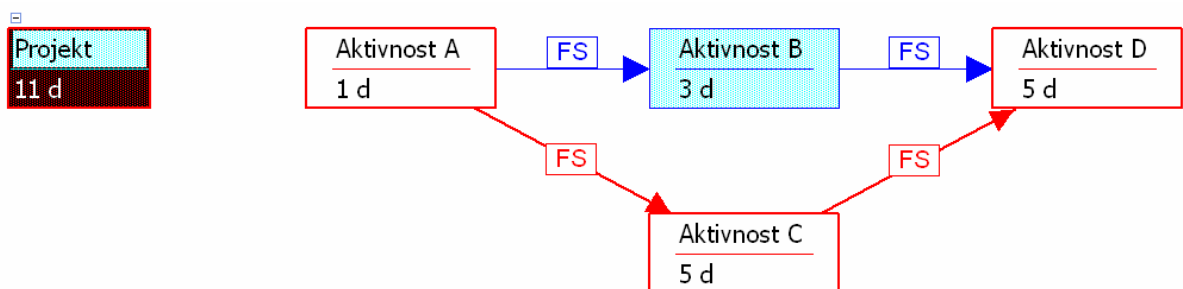 Projekt
11 d
Aktivnost A
1 d
FS
Aktivnost B
3 d
FS
Aktivnost D
5 d
FS
FS
Aktivnost C
5 d